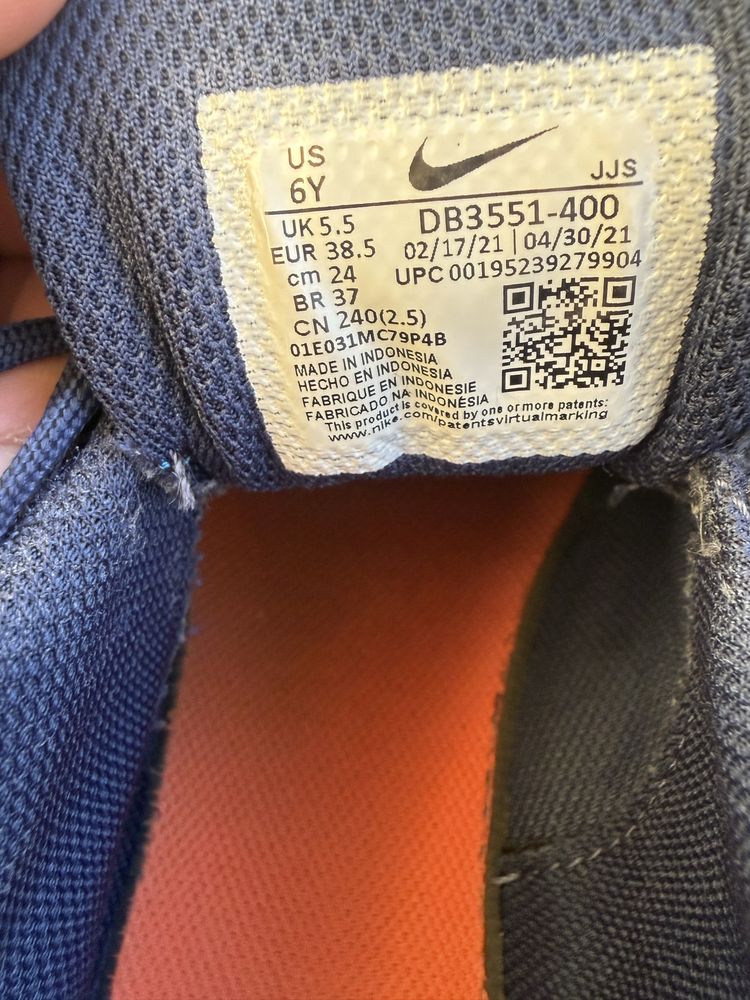 US
6Y
JJS
UK 5.5
DB3551-400
EUR 38.5
02/17/21 | 04/30/21
cm 24
UPC 00195239279904
BR 37
CN 240(2.5)
01E031MC79P4B
MADE IN INDONESIA
HECHO EN INDONESIA
FABRIQUE EN INDONESIE
FABRICADO NA INDONÉSIA
This product is covered by one or more patents:
www.nike.com/patentsvirtualmarking